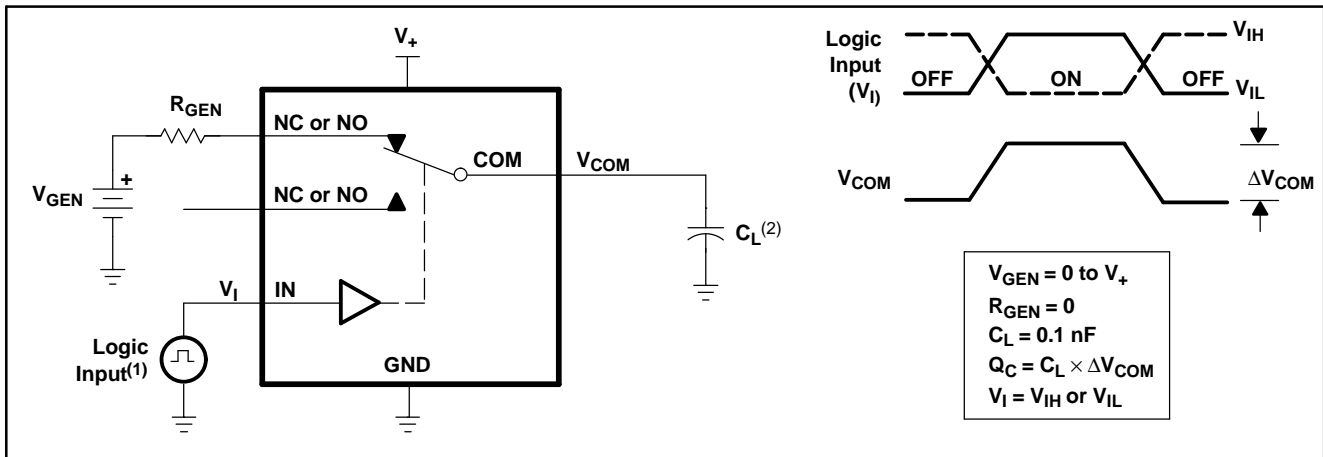 V+
RGEN
NC or NO
COM
VCOM
VGEN
+
NC or NO
CL(2)
VI
IN
Logic
Input(1)
GND
Logic
Input
(VI)
VIH
OFF
ON
OFF
VIL
VCOM
ΔVCOM
VGEN = 0 to V+
RGEN = 0
CL = 0.1 nF
QC = CL × ΔVCOM
VI = VIH or VIL